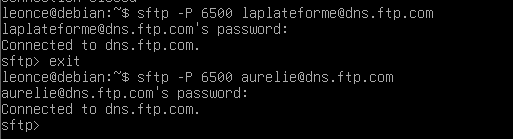 leonce@debian:~$ sftp -P 6500 laplateforme@dns.ftp.com
laplateforme@dns.ftp.com's password:
Connected to dns.ftp.com.
sftp> exit
leonce@debian:~$ sftp -P 6500 aurelie@dns.ftp.com
aurelie@dns.ftp.com's password:
Connected to dns.ftp.com.
sftp>